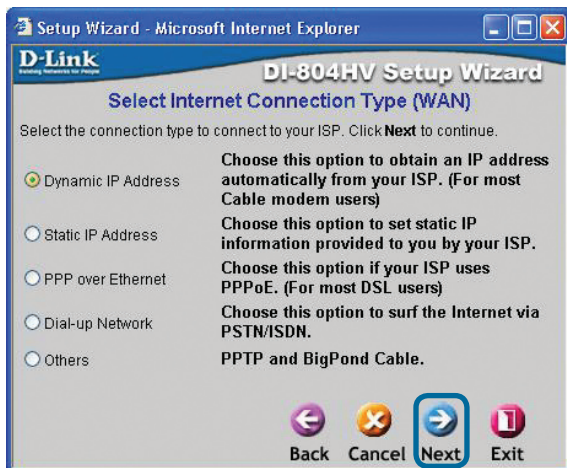 Setup Wizard - Microsoft Internet Explorer
D-Link
Building Networks for People
DI-804HV Setup Wizard
Select Internet Connection Type (WAN)
Select the connection type to connect to your ISP. Click Next to continue.
Dynamic IP Address
Choose this option to obtain an IP address
automatically from your ISP. (For most
Cable modem users)
Static IP Address
Choose this option to set static IP
information provided to you by your ISP.
PPP over Ethernet
Choose this option if your ISP uses
PPPoE. (For most DSL users)
Dial-up Network
Choose this option to surf the Internet via
PSTN/ISDN.
Others
PPTP and BigPond Cable.
Back Cancel Next Exit